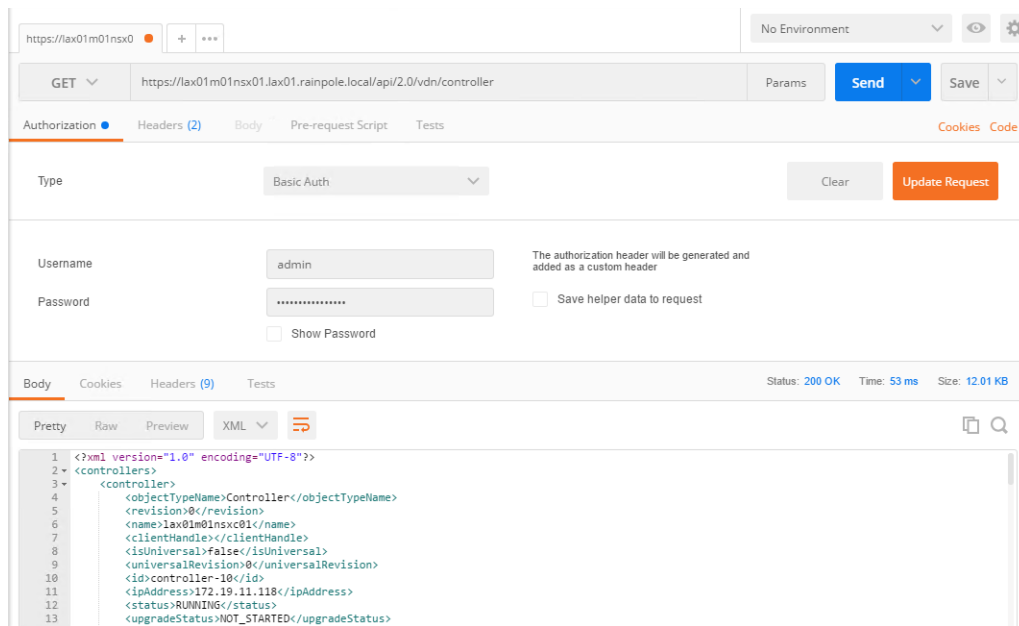 https://lax01m01nsx0
+
•••
No Environment
GET
https://lax01m01nsx01.lax01.rainpole.local/api/2.0/vdn/controller
Params
Send
Save
Authorization
Headers (2)
Body
Pre-request Script
Tests
Cookies
Code
Type
Basic Auth
Clear
Update Request
Username
admin
The authorization header will be generated and
added as a custom header
Password
••••••••••••••••
Save helper data to request
Show Password
Body
Cookies
Headers (9)
Tests
Status: 200 OK
Time: 53 ms
Size: 12.01 KB
Pretty
Raw
Preview
XML
1 <?xml version="1.0" encoding="UTF-8"?>
2 <controllers>
3 <controller>
4 <objectTypeName>Controller</objectTypeName>
5 <revision>0</revision>
6 <name>lax01m01nsxc01</name>
7 <clientHandle></clientHandle>
8 <isUniversal>false</isUniversal>
9 <universalRevision>0</universalRevision>
10 <id>controller-10</id>
11 <ipAddress>172.19.11.118</ipAddress>
12 <status>RUNNING</status>
13 <upgradeStatus>NOT_STARTED</upgradeStatus>